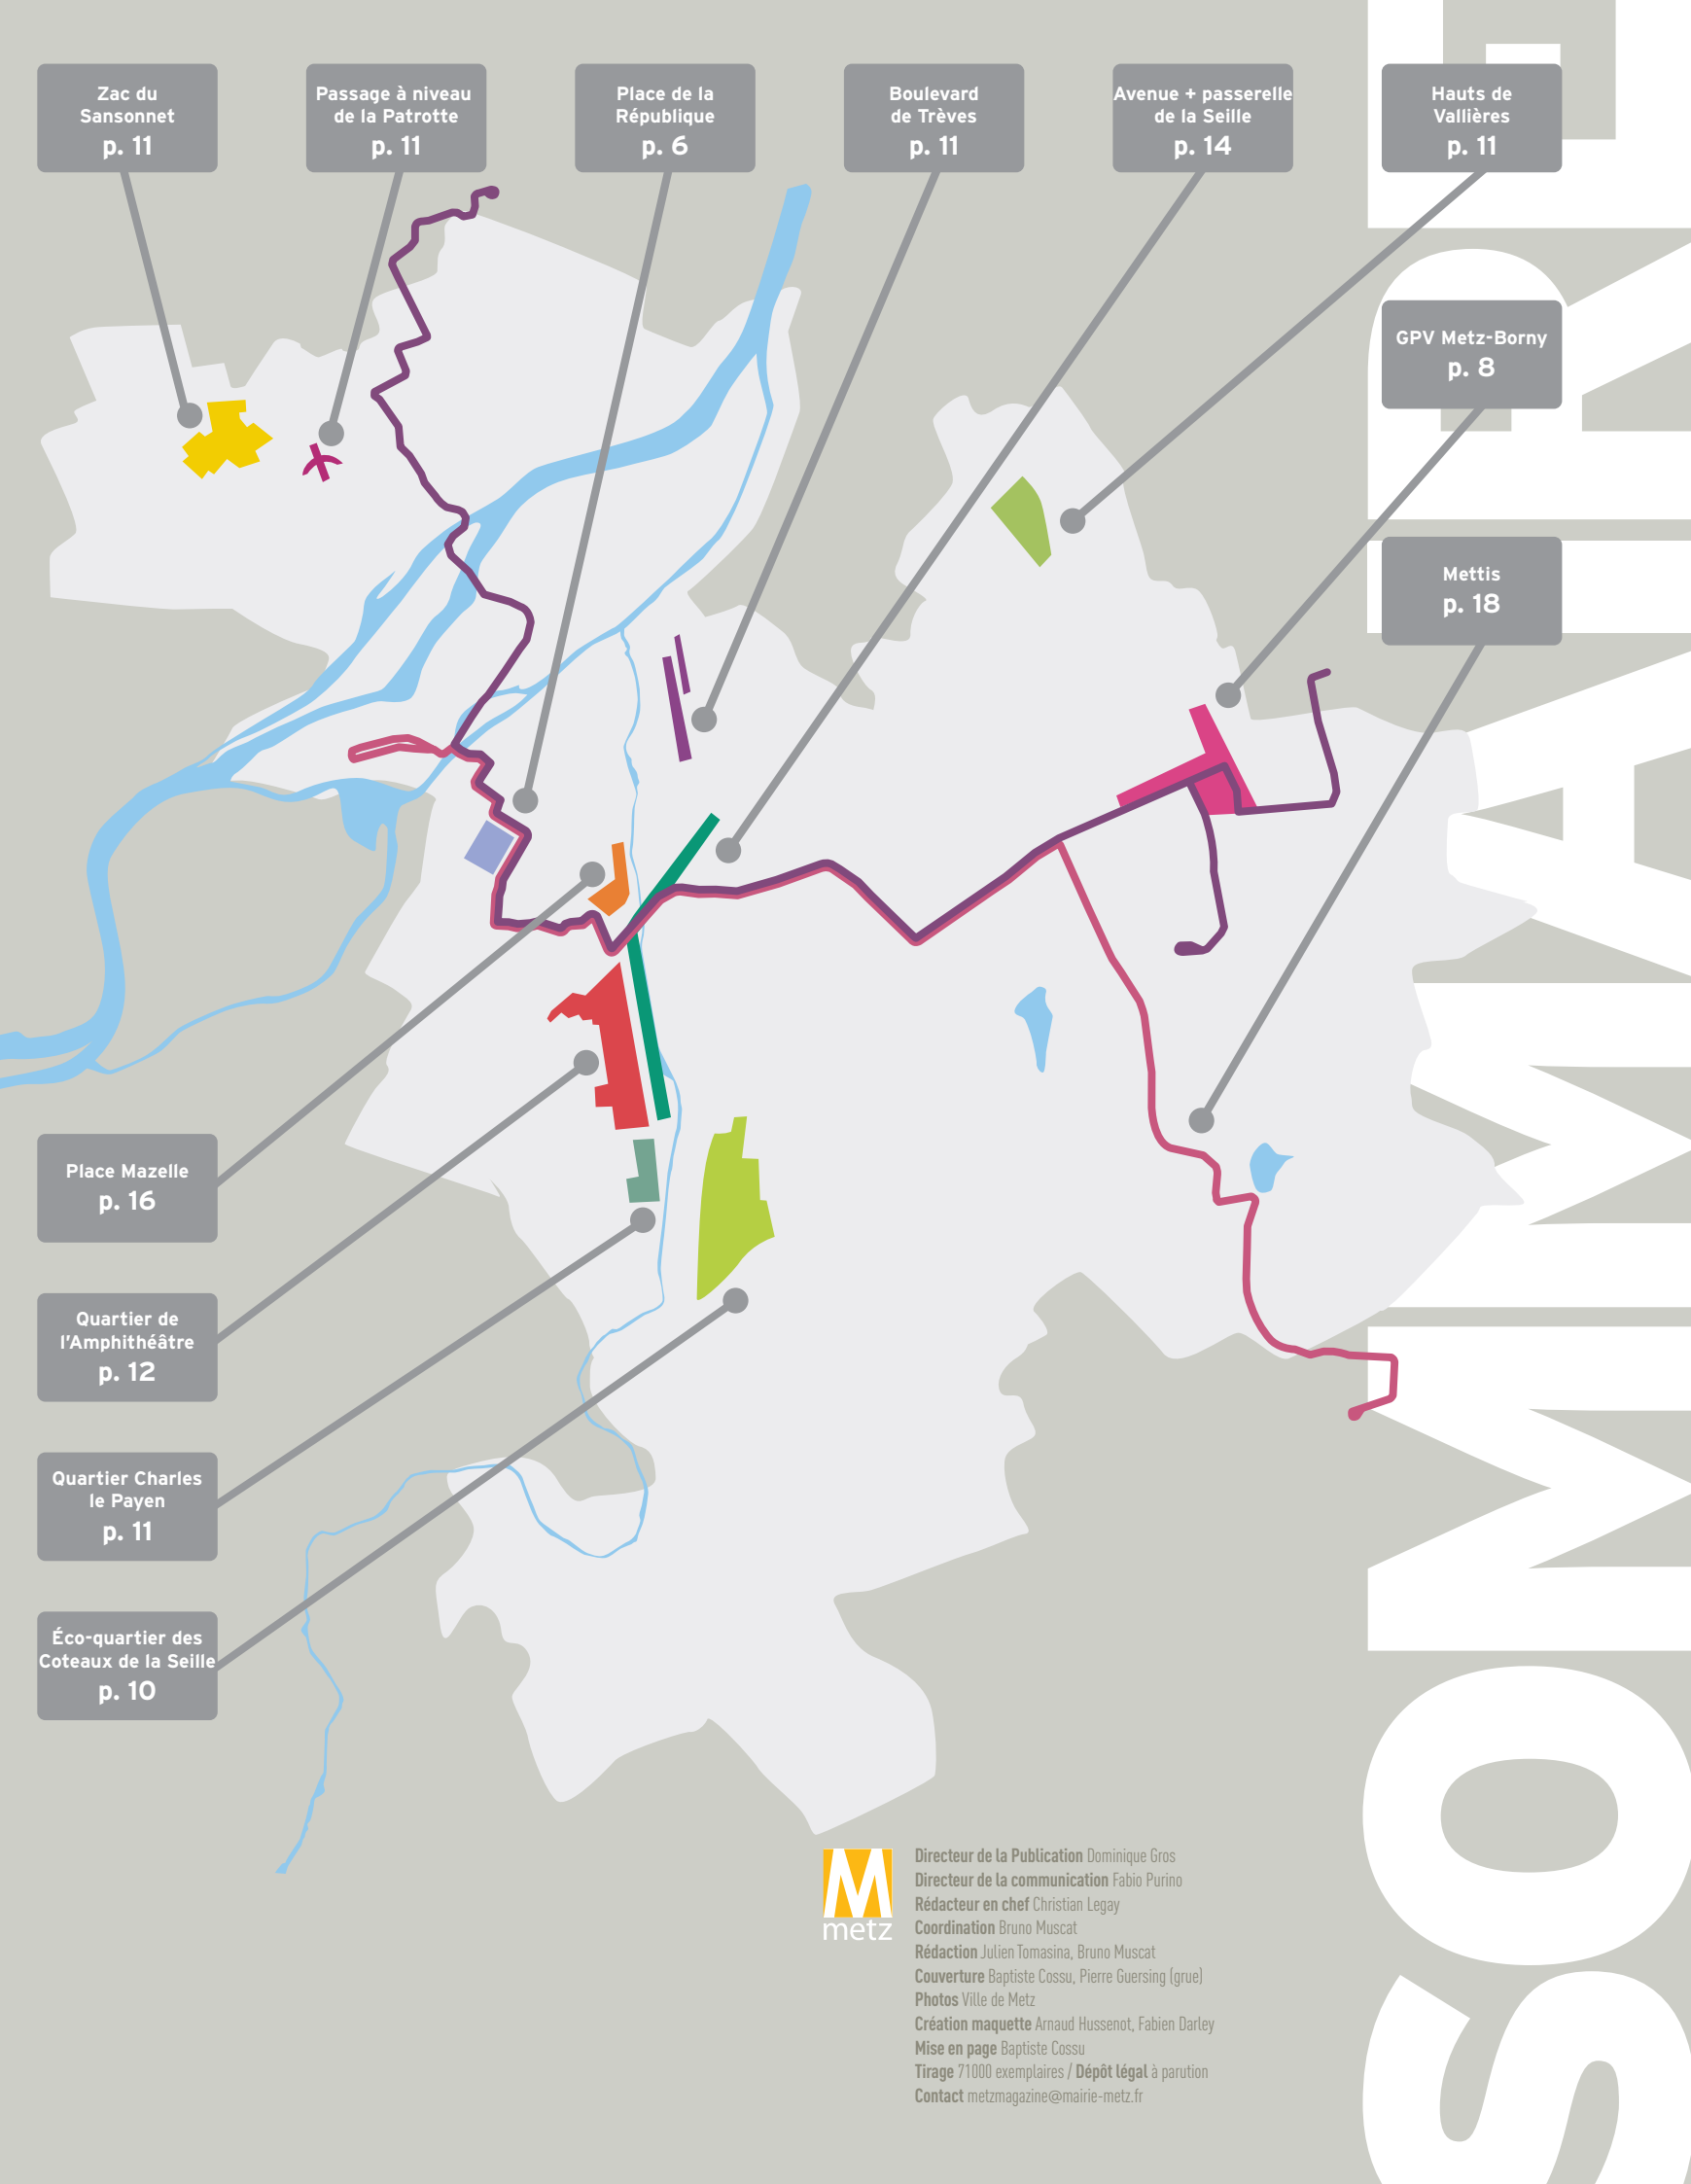 Zac du
Sansonnet
p. 11
Passage à niveau
de la Patrotte
p. 11
Place de la
République
p. 6
Boulevard
de Trèves
p. 11
Avenue + passerelle
de la Seille
p. 14
Hauts de
Vallières
p. 11
GPV Metz-Borny
p. 8
Mettis
p. 18
Place Mazelle
p. 16
Quartier de
l'Amphithéâtre
p. 12
Quartier Charles
le Payen
p. 11
Éco-quartier des
Coteaux de la Seille
p. 10
SOMMAIRE
M
metz
Directeur de la Publication Dominique Gros
Directeur de la communication Fabio Purino
Rédacteur en chef Christian Legay
Coordination Bruno Muscat
Rédaction Julien Tomasina, Bruno Muscat
Couverture Baptiste Cossu, Pierre Guersing (grue)
Photos Ville de Metz
Création maquette Arnaud Hussenot, Fabien Darley
Mise en page Baptiste Cossu
Tirage 71000 exemplaires / Dépôt légal à parution
Contact metzmagazine@mairie-metz.fr